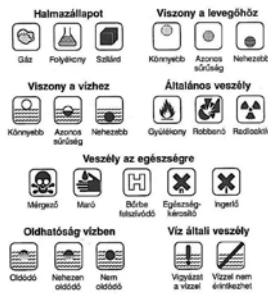 Halmazállapot
Gáz Folyékony Szilárd
Viszony a levegőhöz
Könnyebb Azonos sűrűség Nehezebb
Viszony a vízhez
Könnyebb Azonos sűrűség Nehezebb
Általános veszély
Gyúlékony Robbanó Radioaktív
Veszély az egészségre
H
Mérgező Maró Bőrbe felszívódó Egészség-károsító Ingerlő
Oldhatóság vízben
Oldódó Nehezen oldódó Nem oldódó
Víz általi veszély
Vigyázat a vízzel Vízzel nem érintkezhet